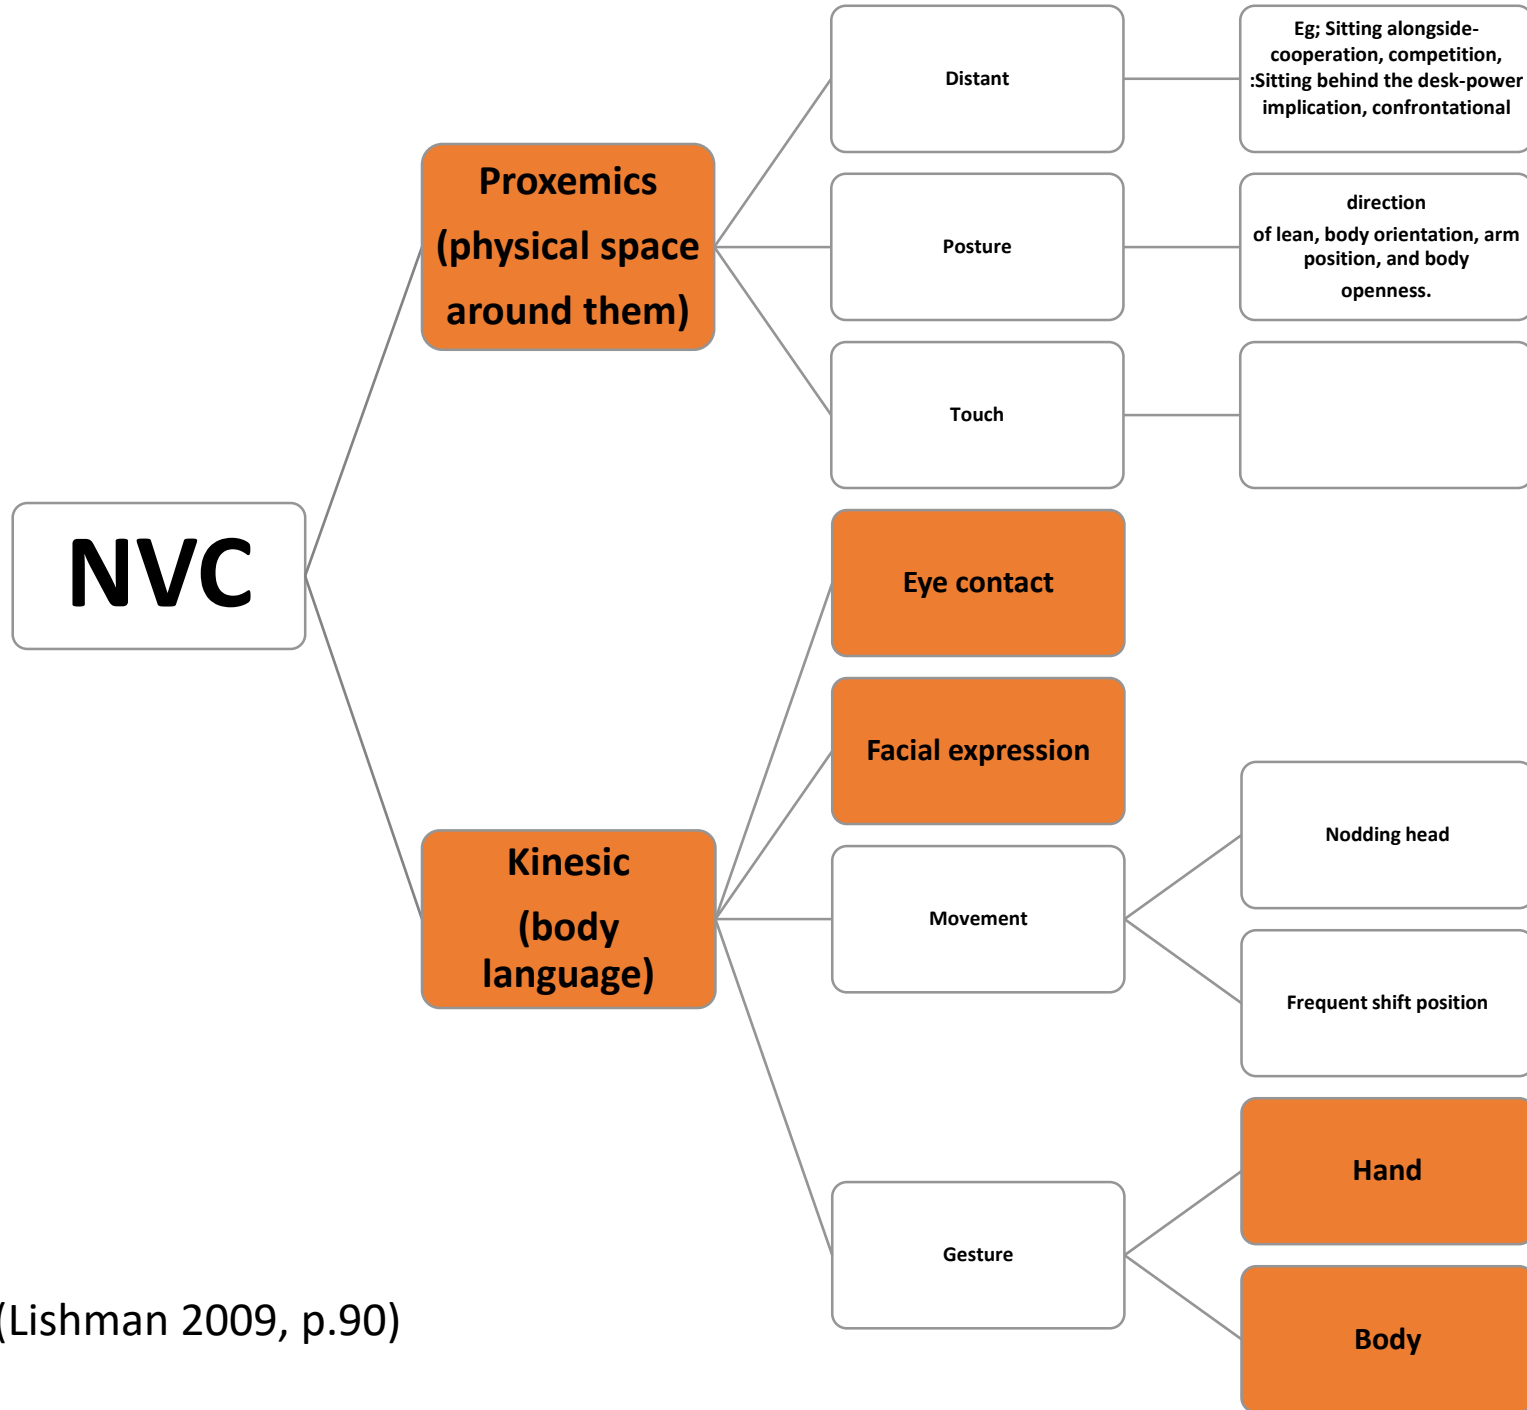 NVC
Proxemics
(physical space
around them)
Distant
Eg; Sitting alongside-
cooperation, competition,
:Sitting behind the desk-power
implication, confrontational
Posture
direction
of lean, body orientation, arm
position, and body
openness.
Touch
Kinesic
(body
language)
Eye contact
Facial expression
Movement
Nodding head
Frequent shift position
Gesture
Hand
Body
(Lishman 2009, p.90)